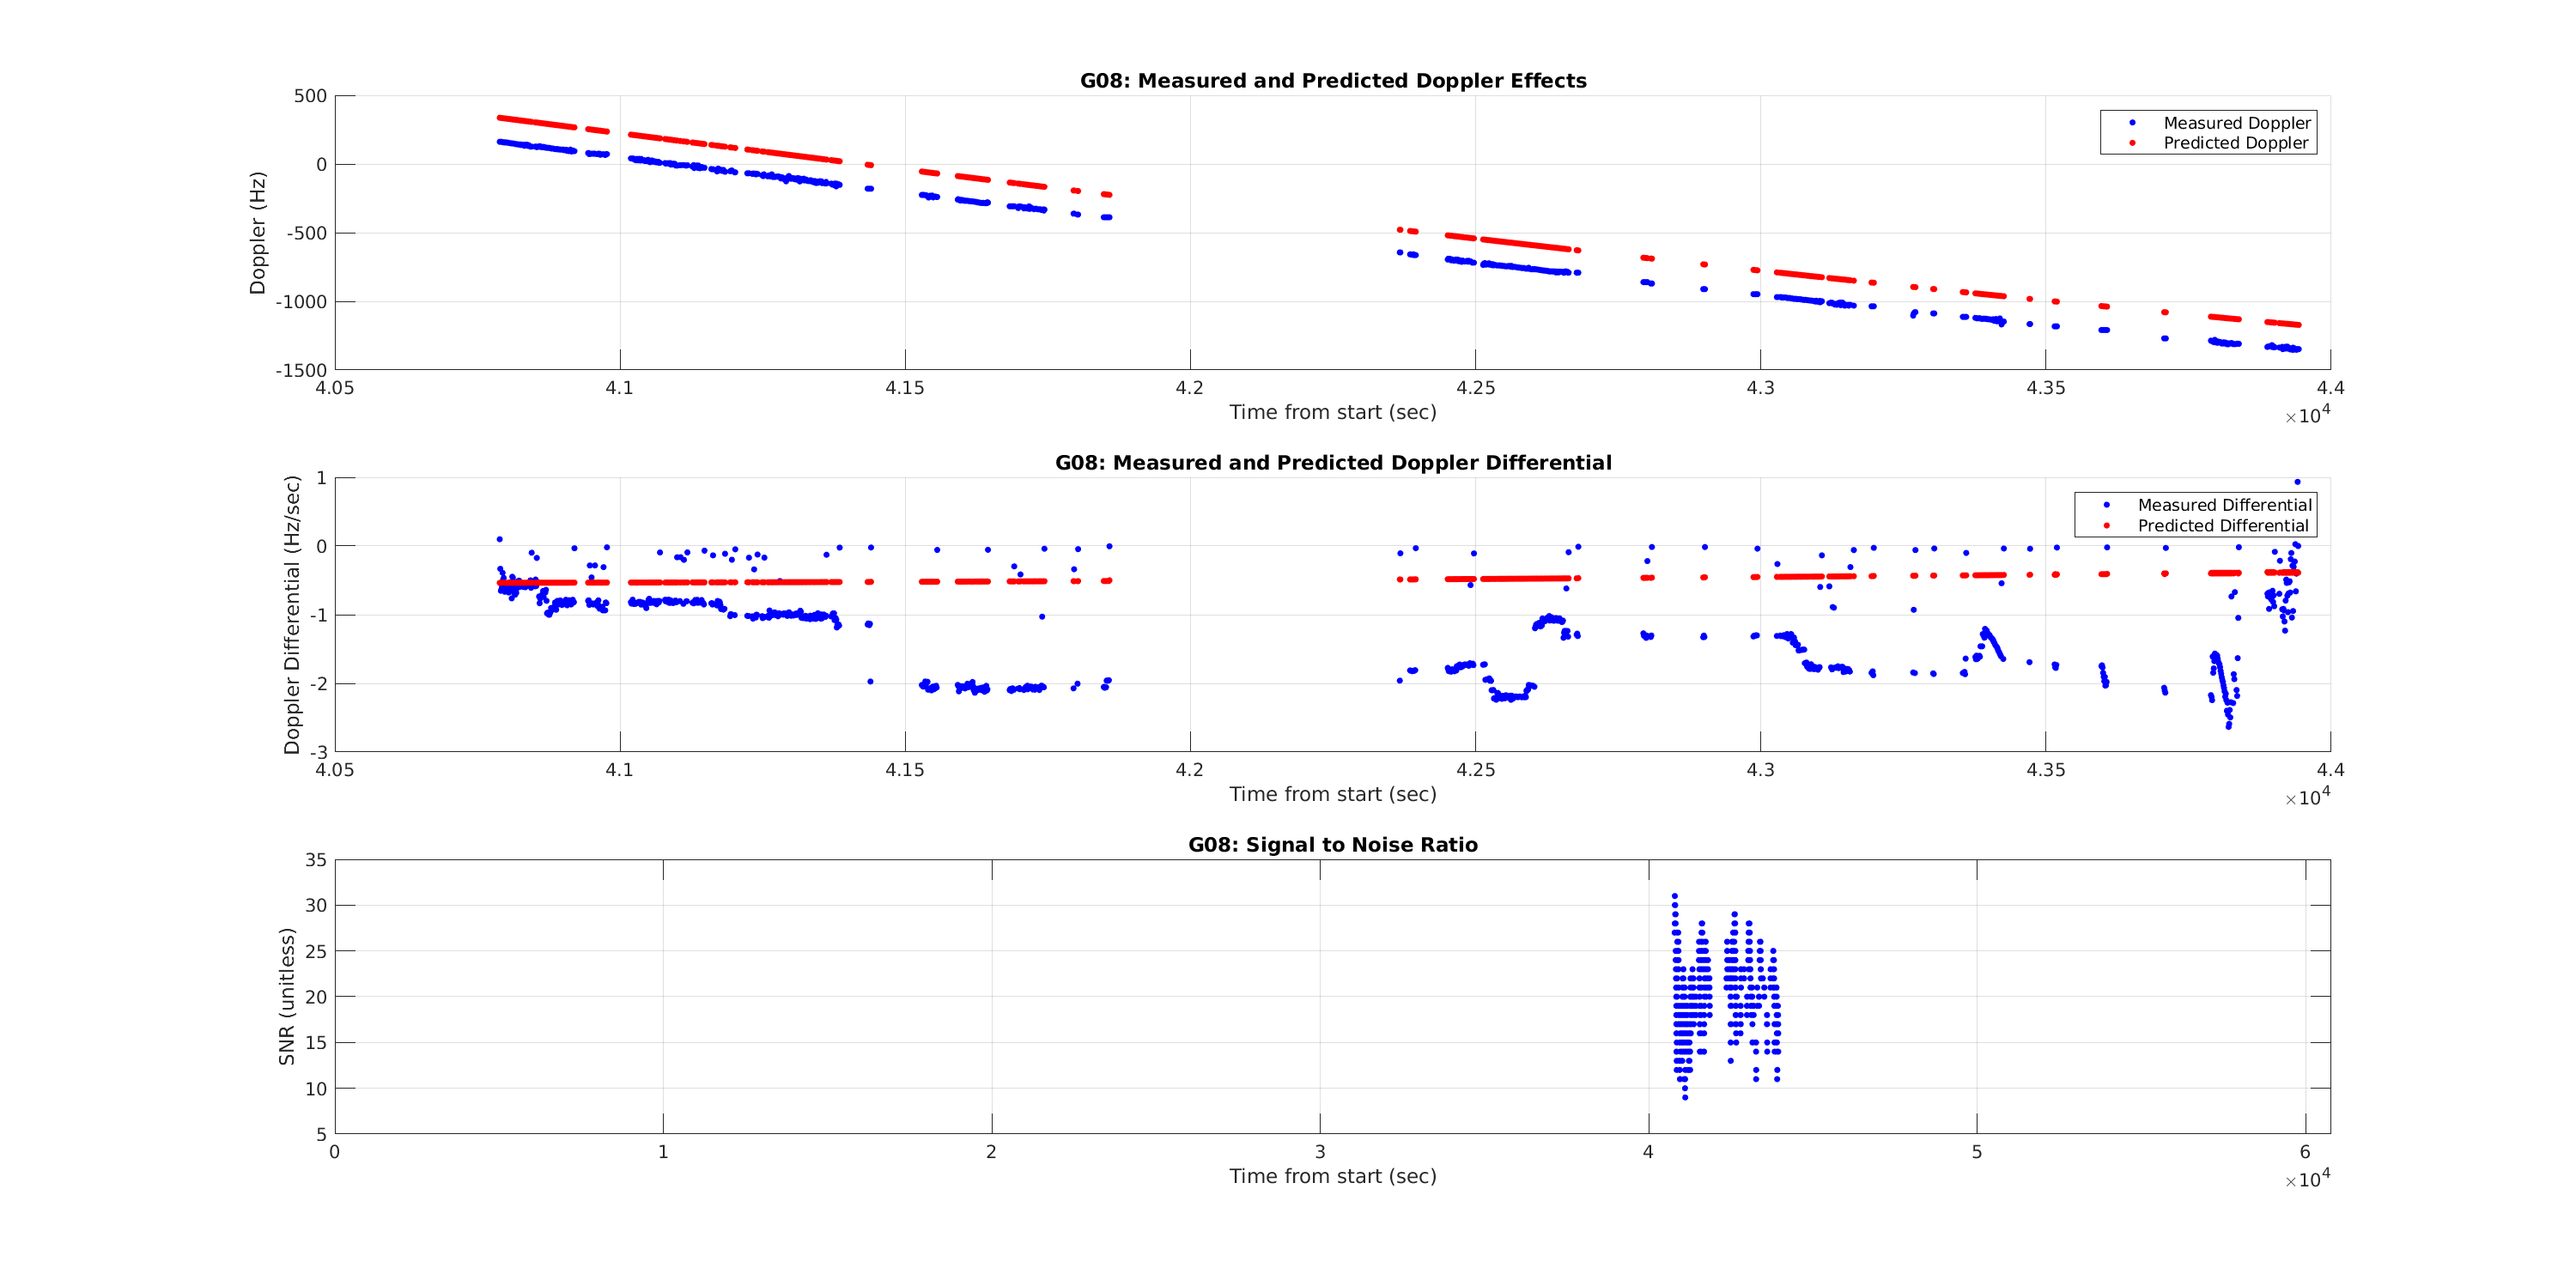 G08: Measured and Predicted Doppler Effects
500
0
-500
-1000
-1500
Doppler (Hz)
Measured Doppler
Predicted Doppler
4.05 4.1 4.15 4.2 4.25 4.3 4.35 4.4
Time from start (sec)
×10^4
G08: Measured and Predicted Doppler Differential
1
0
-1
-2
-3
Doppler Differential (Hz/sec)
Measured Differential
Predicted Differential
4.05 4.1 4.15 4.2 4.25 4.3 4.35 4.4
Time from start (sec)
×10^4
G08: Signal to Noise Ratio
35
30
25
20
15
10
5
SNR (unitless)
0 1 2 3 4 5 6
Time from start (sec)
×10^4